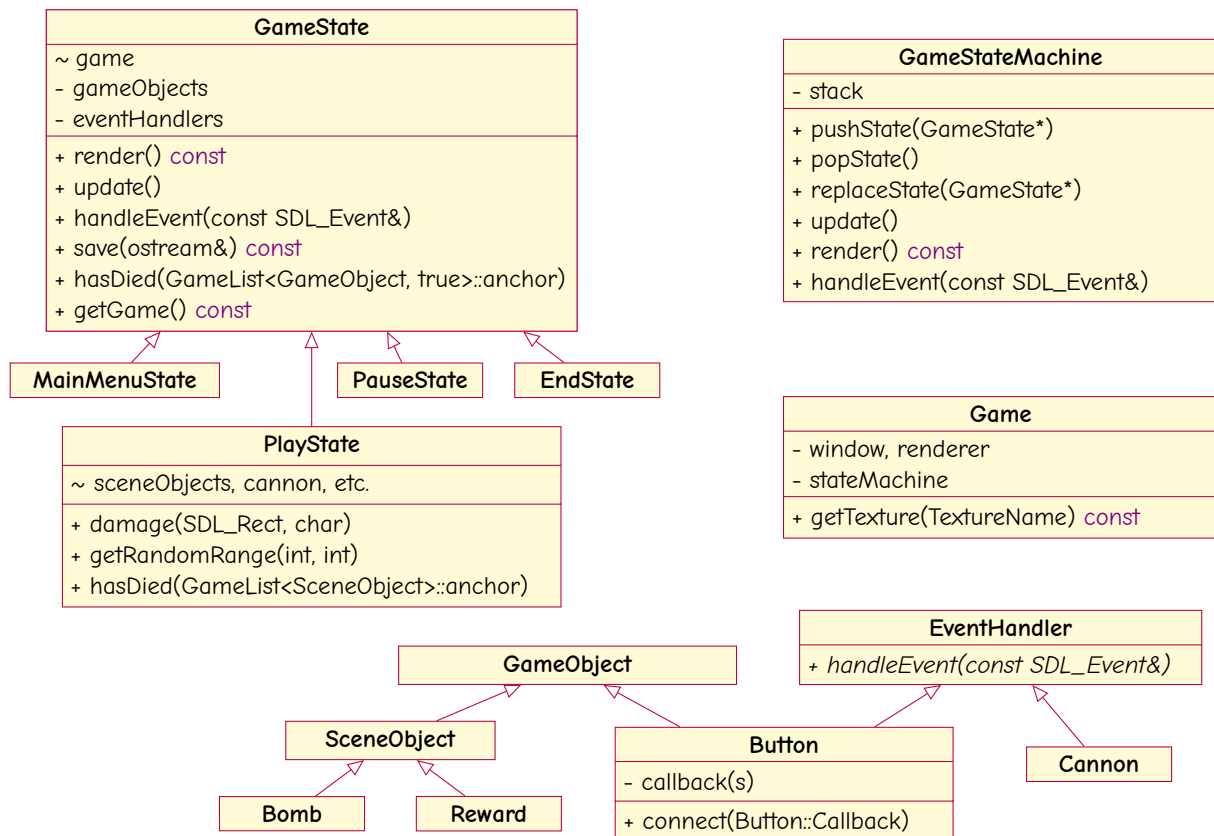 GameState
~ game
- gameObjects
- eventHandlers
+ render() const
+ update()
+ handleEvent(const SDL_Event&)
+ save(ostream&) const
+ hasDied(GameList<GameObject, true>::anchor)
+ getGame() const
GameStateMachine
- stack
+ pushState(GameState*)
+ popState()
+ replaceState(GameState*)
+ update()
+ render() const
+ handleEvent(const SDL_Event&)
MainMenuState
PauseState
EndState
PlayState
~ sceneObjects, cannon, etc.
+ damage(SDL_Rect, char)
+ getRandomRange(int, int)
+ hasDied(GameList<SceneObject>::anchor)
Game
- window, renderer
- stateMachine
+ getTexture(TextureName) const
EventHandler
+ handleEvent(const SDL_Event&)
GameObject
SceneObject
Button
- callback(s)
+ connect(Button::Callback)
Cannon
Bomb
Reward